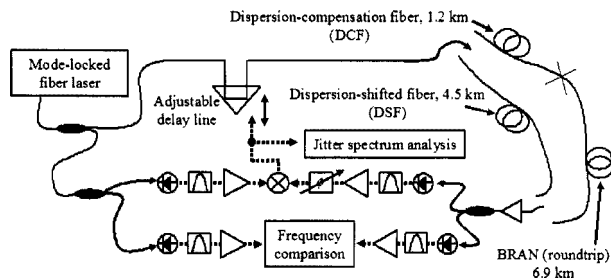 Dispersion-compensation fiber, 1.2 km
(DCF)
Mode-locked
fiber laser
Adjustable
delay line
Dispersion-shifted fiber, 4.5 km
(DSF)
Jitter spectrum analysis
Frequency
comparison
BRAN (roundtrip)
6.9 km